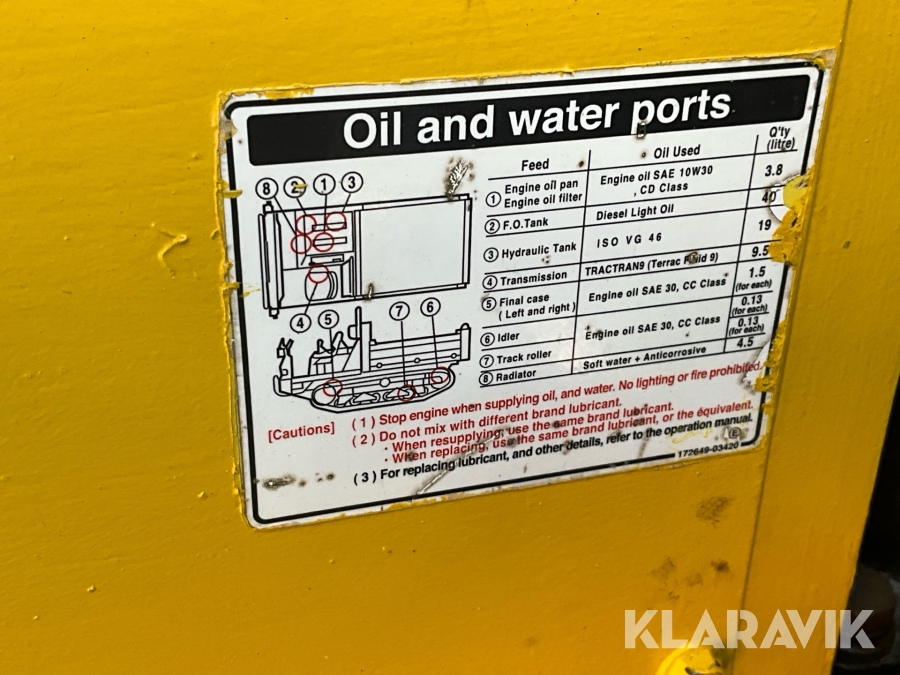 Oil and water ports
Feed Oil Used Q'ty (litre)
① Engine oil pan Engine oil filter Engine oil SAE 10W30 , CD Class 3.8
② F.O.Tank Diesel Light Oil 40
③ Hydraulic Tank ISO VG 46 19
④ Transmission TRACTRAN9 (Terrac Fluid 9) 9.5
⑤ Final case ( Left and right ) Engine oil SAE 30, CC Class 1.5 (for each)
⑥ Idler Engine oil SAE 30, CC Class 0.13 (for each)
⑦ Track roller 0.13 (for each)
⑧ Radiator Soft water + Anticorrosive 4.5
⑧ ② ① ③
④ ⑤ ⑦ ⑥
[Cautions] ( 1 ) Stop engine when supplying oil, and water. No lighting or fire prohibited.
( 2 ) Do not mix with different brand lubricant.
· When resupplying, use the same brand lubricant.
· When replacing, use the same brand lubricant, or the equivalent.
( 3 ) For replacing lubricant, and other details, refer to the operation manual.
Ⓔ
172649-03420
KLARAVIK